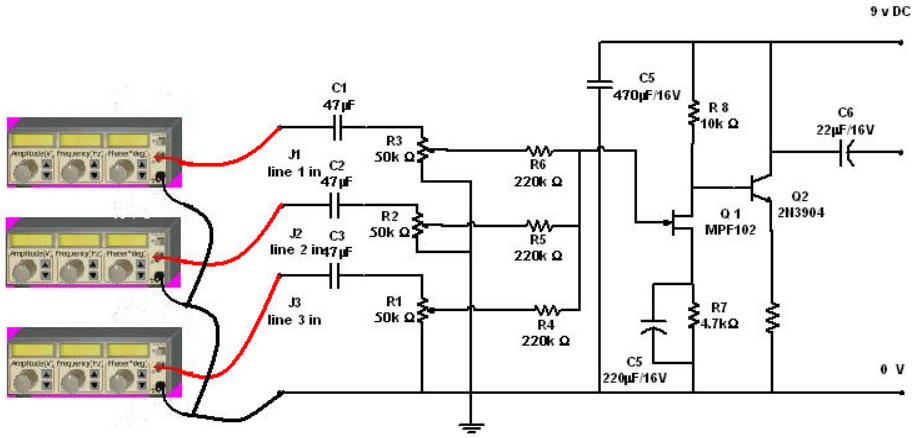 9 v DC
C1
47µF
C5
470µF/16V
R 8
10k Ω
C6
22µF/16V
Amplitude(V) Frequency(Hz) Phase(°deg)
J1
line 1 in
C2
47µF
R3
50k Ω
R6
220k Ω
Q 1
MPF102
Q2
2N3904
Amplitude(V) Frequency(Hz) Phase(°deg)
J2
line 2 in
C3
47µF
R2
50k Ω
R5
220k Ω
J3
line 3 in
R1
50k Ω
R4
220k Ω
R7
4.7kΩ
Amplitude(V) Frequency(Hz) Phase(°deg)
C5
220µF/16V
0 V